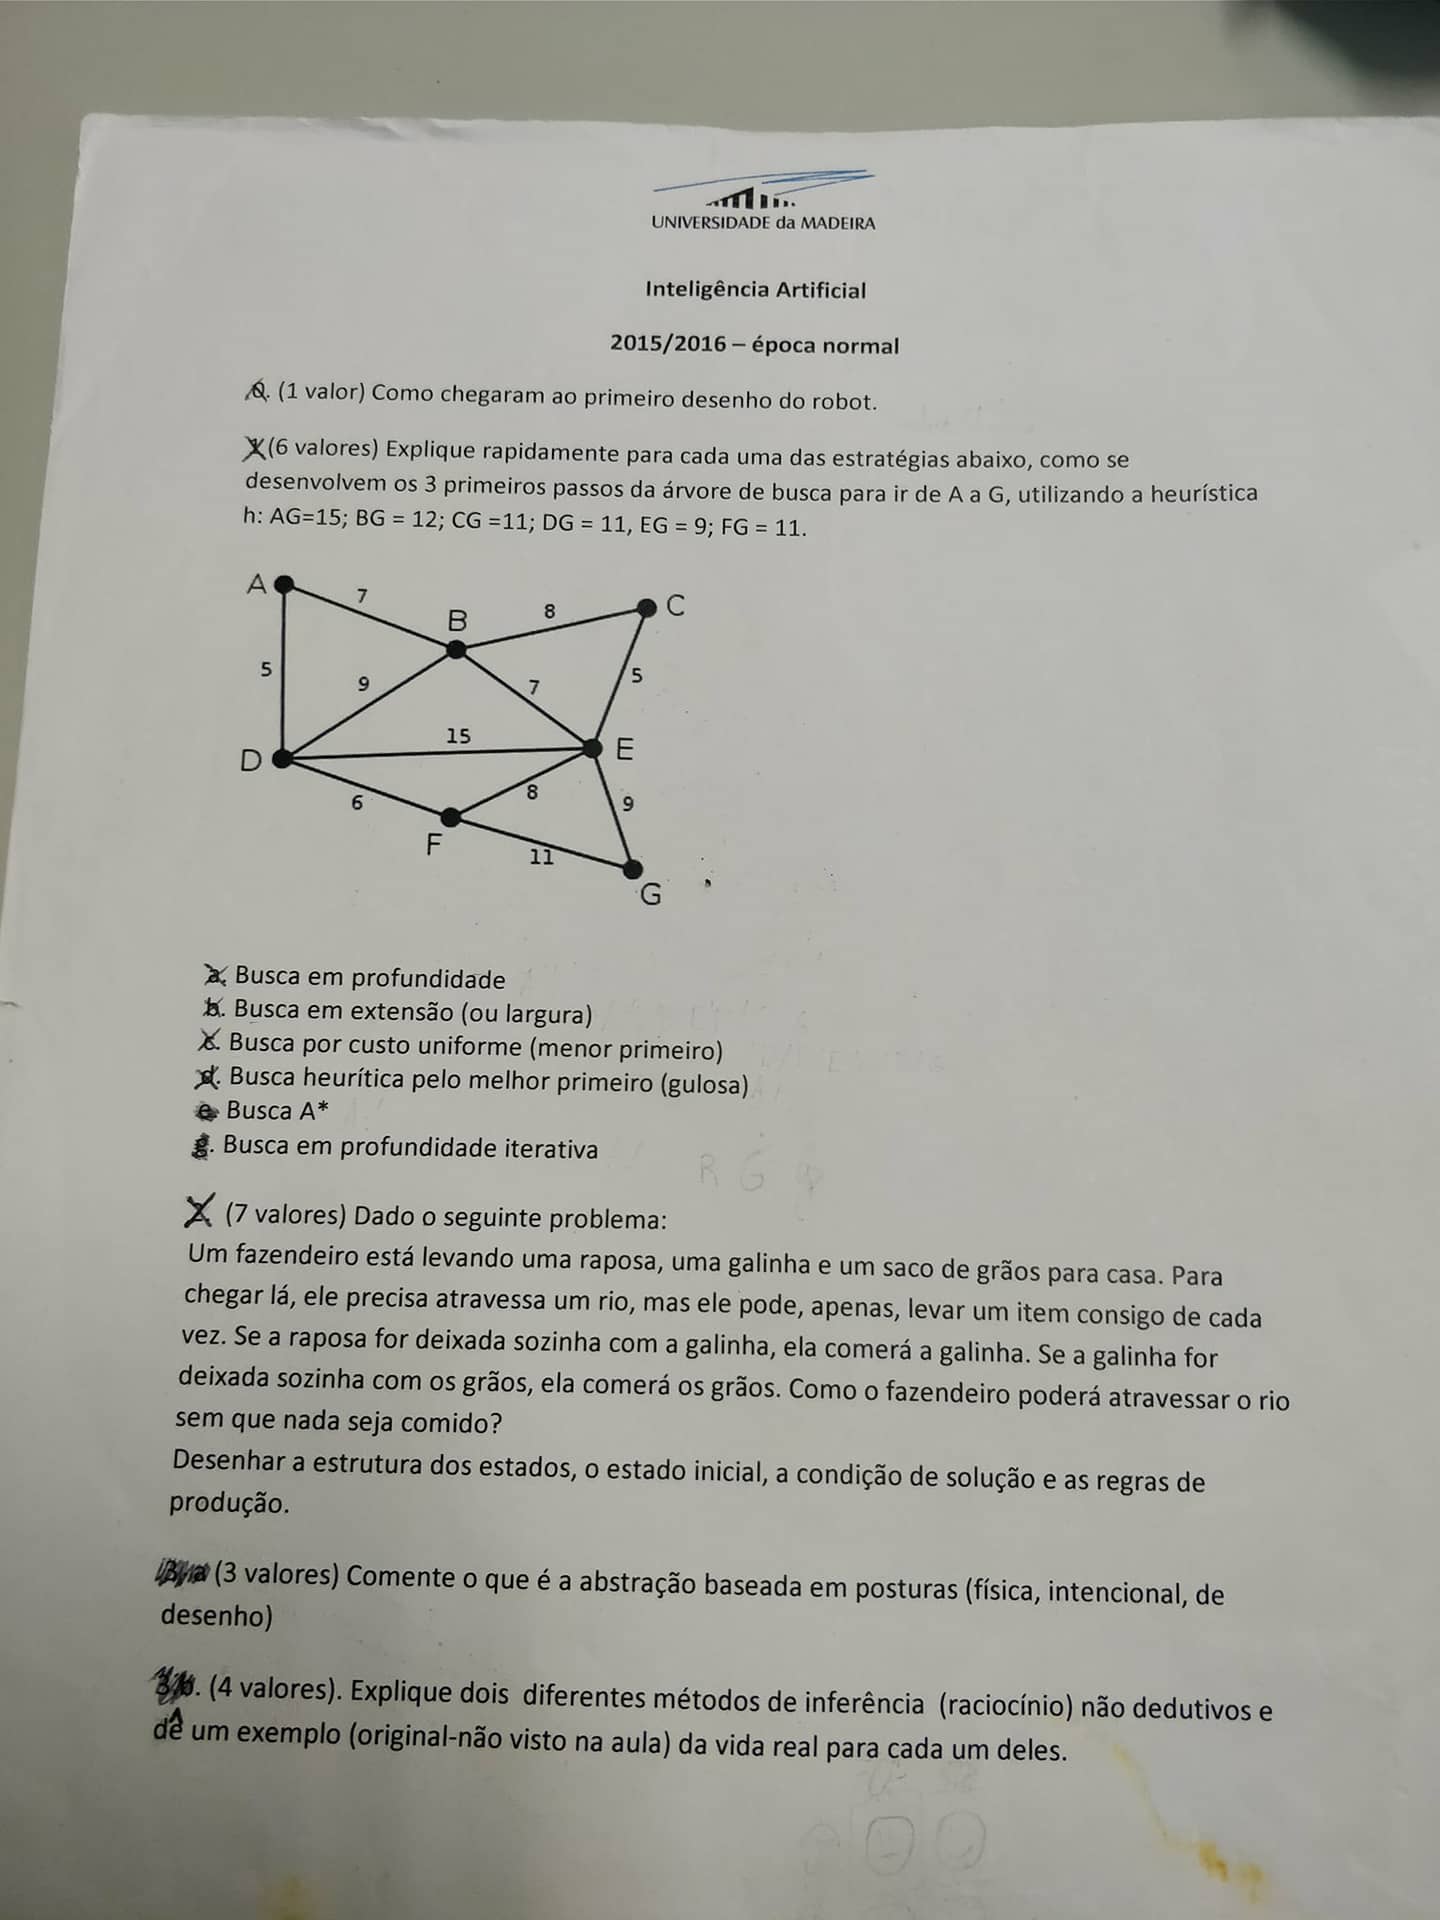 UNIVERSIDADE da MADEIRA
Inteligência Artificial
2015/2016 – época normal
0. (1 valor) Como chegaram ao primeiro desenho do robot.
1 (6 valores) Explique rapidamente para cada uma das estratégias abaixo, como se
desenvolvem os 3 primeiros passos da árvore de busca para ir de A a G, utilizando a heurística
h: AG=15; BG = 12; CG =11; DG = 11, EG = 9; FG = 11.
A
7
B
8
C
5
9
7
5
15
D
E
6
8
9
F
11
G
a. Busca em profundidade
b. Busca em extensão (ou largura)
c. Busca por custo uniforme (menor primeiro)
d. Busca heurítica pelo melhor primeiro (gulosa)
e. Busca A*
g. Busca em profundidade iterativa
R G
2. (7 valores) Dado o seguinte problema:
Um fazendeiro está levando uma raposa, uma galinha e um saco de grãos para casa. Para
chegar lá, ele precisa atravessa um rio, mas ele pode, apenas, levar um item consigo de cada
vez. Se a raposa for deixada sozinha com a galinha, ela comerá a galinha. Se a galinha for
deixada sozinha com os grãos, ela comerá os grãos. Como o fazendeiro poderá atravessar o rio
sem que nada seja comido?
Desenhar a estrutura dos estados, o estado inicial, a condição de solução e as regras de
produção.
(3 valores) Comente o que é a abstração baseada em posturas (física, intencional, de
desenho)
3.b. (4 valores). Explique dois diferentes métodos de inferência (raciocínio) não dedutivos e
dê um exemplo (original-não visto na aula) da vida real para cada um deles.